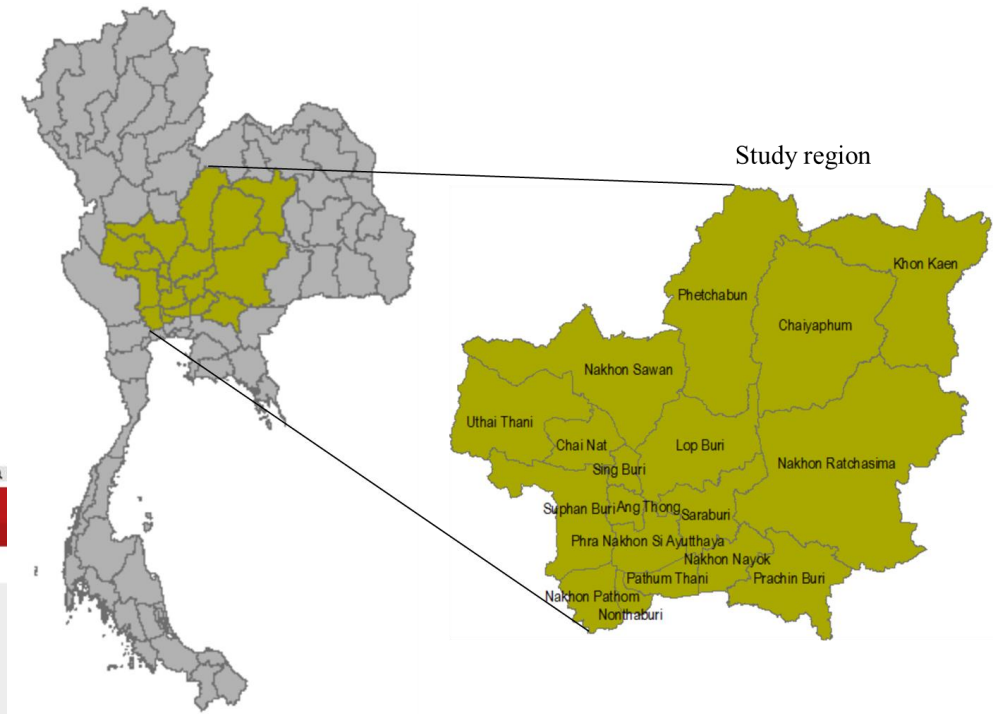 Study region
Khon Kaen
Phetchabun
Chaiyaphum
Nakhon Sawan
Uthai Thani
Chai Nat
Lop Buri
Sing Buri
Nakhon Ratchasima
Suphan Buri
Ang Thong
Saraburi
Phra Nakhon Si Ayutthaya
Nakhon Nayok
Pathum Thani
Prachin Buri
Nakhon Pathom
Nonthaburi